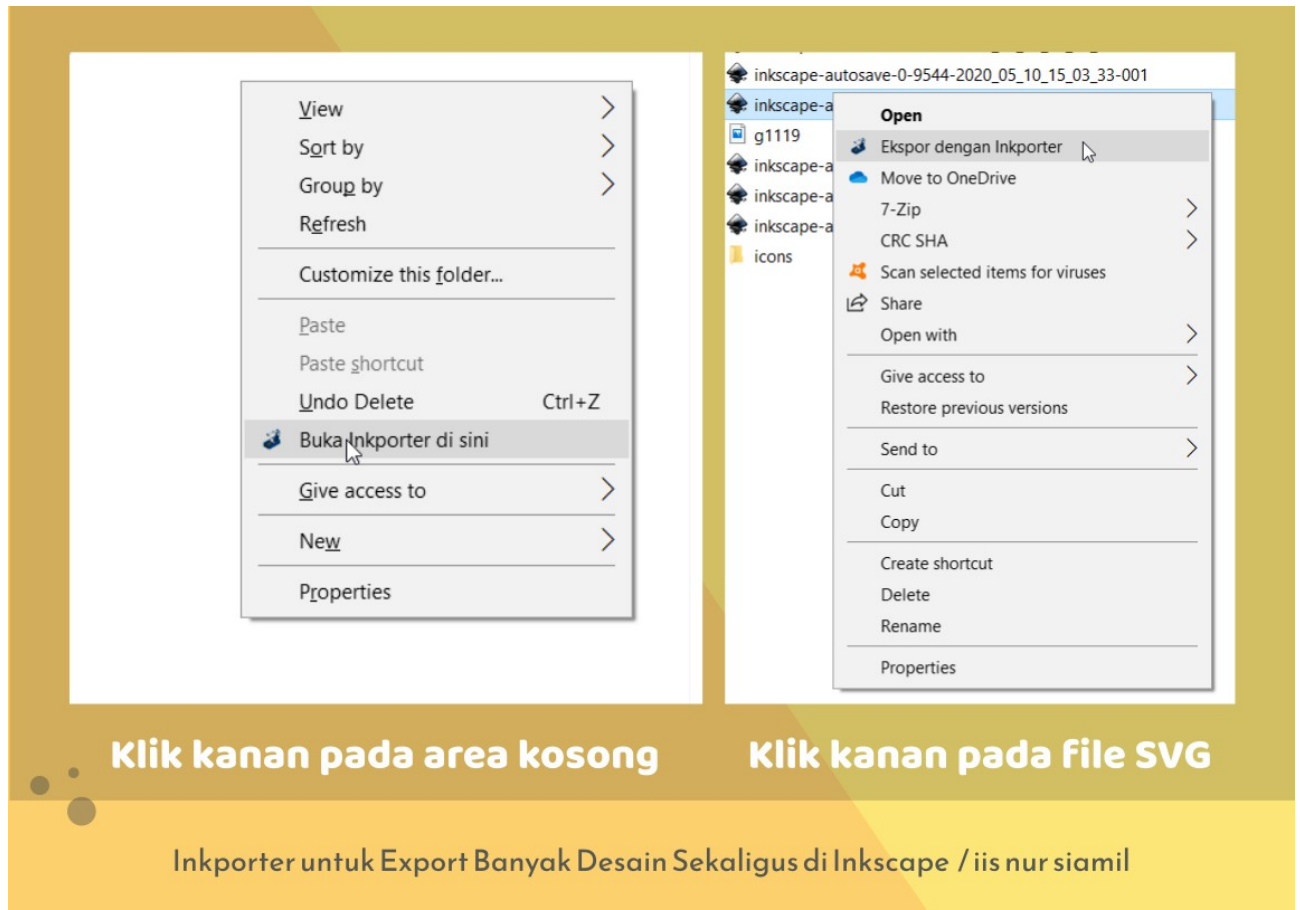 View
Sort by
Group by
Refresh
Customize this folder...
Paste
Paste shortcut
Undo Delete Ctrl+Z
Buka Inkporter di sini
Give access to
New
Properties
inkscape-autosave-0-9544-2020_05_10_15_03_33-001
inkscape-a
g1119
inkscape-a
inkscape-a
inkscape-a
icons
Open
Ekspor dengan Inkporter
Move to OneDrive
7-Zip
CRC SHA
Scan selected items for viruses
Share
Open with
Give access to
Restore previous versions
Send to
Cut
Copy
Create shortcut
Delete
Rename
Properties
Klik kanan pada area kosong
Klik kanan pada file SVG
Inkporter untuk Export Banyak Desain Sekaligus di Inkscape / iis nur siamil